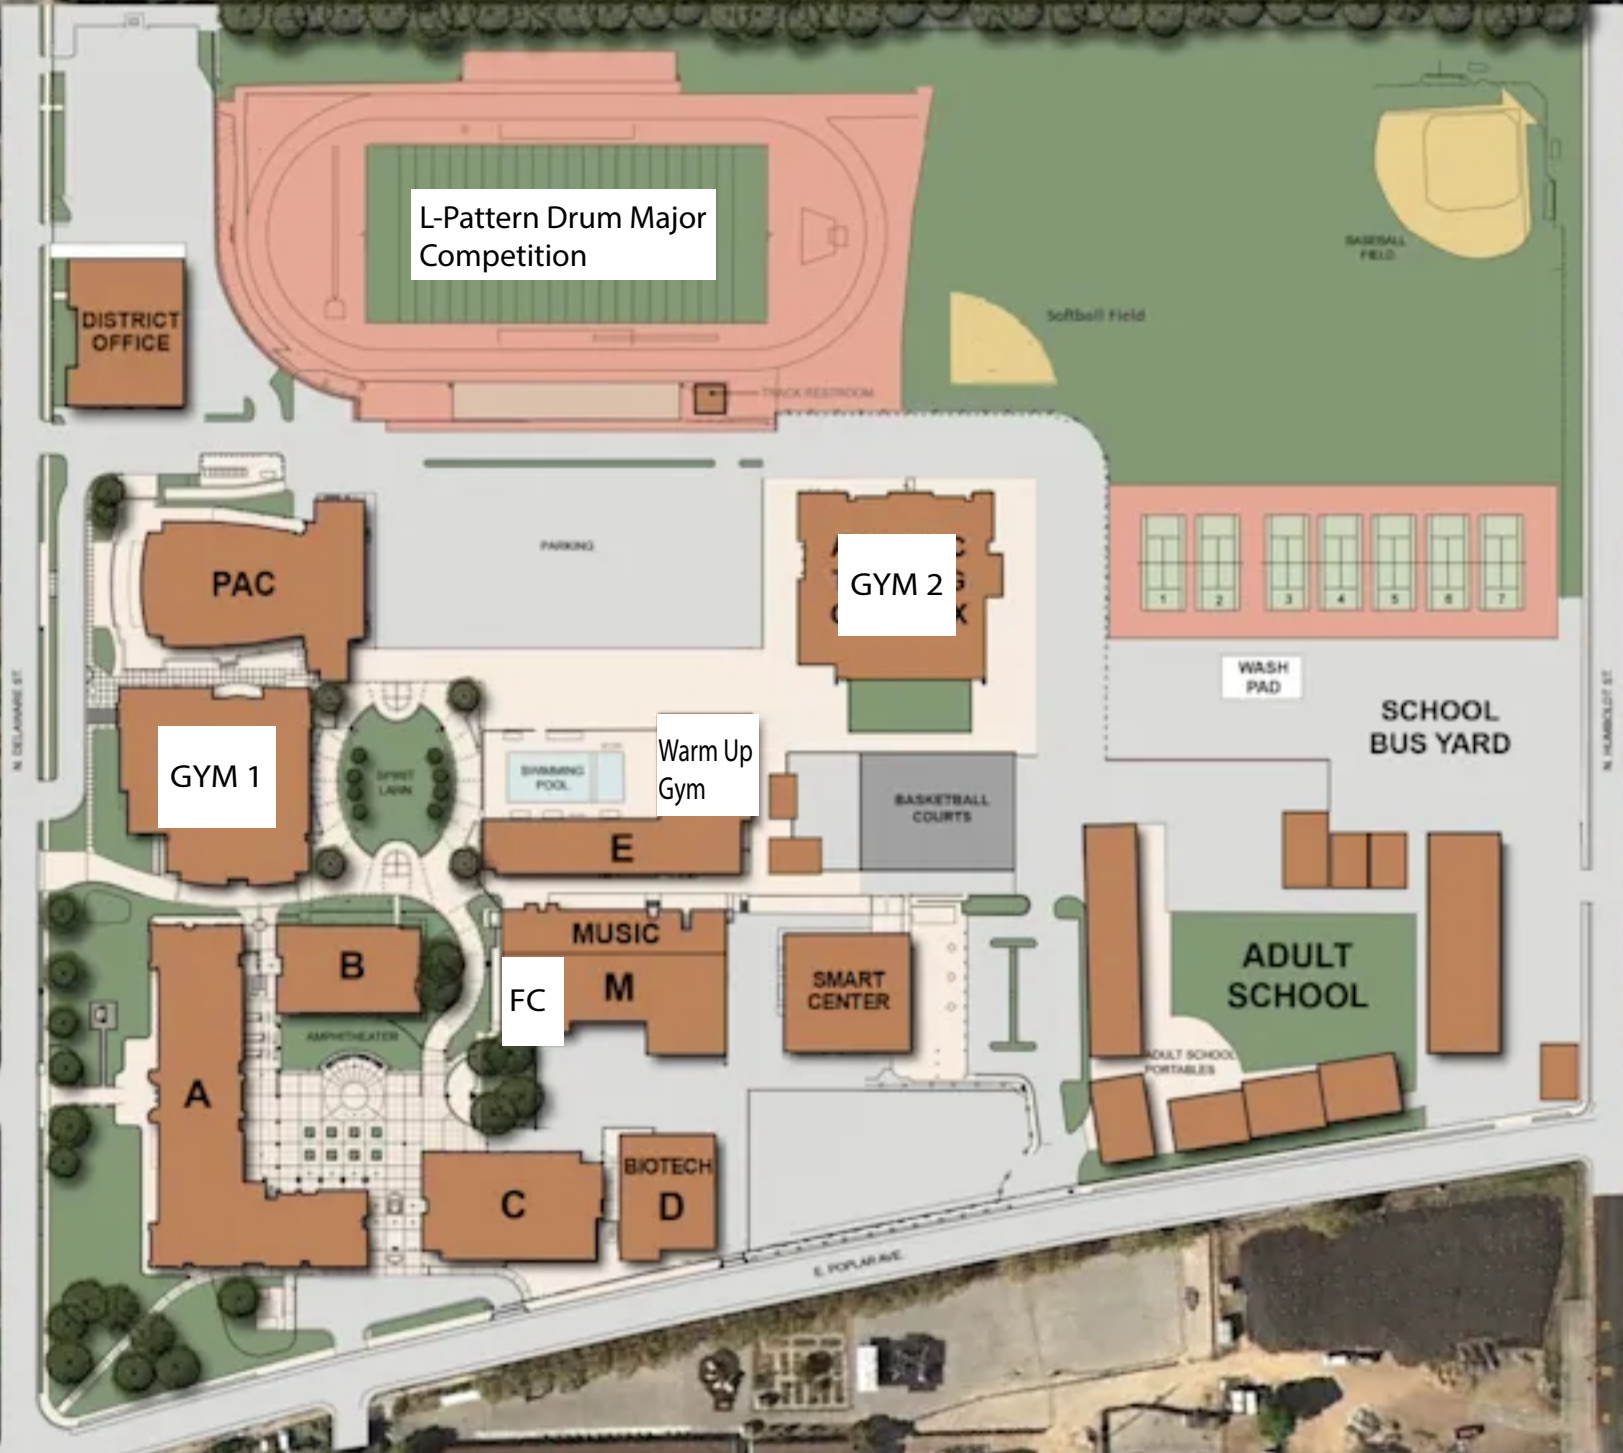 L-Pattern Drum Major
Competition
BASEBALL
FIELD
Softball Field
DISTRICT
OFFICE
TRACK RESTROOM
PARKING
PAC
GYM 2
1
2
3
4
5
6
7
WASH
PAD
SCHOOL
BUS YARD
N. DELAWARE ST.
N. HUMBOLDT ST.
GYM 1
SPIRIT
LAWN
SWIMMING
POOL
Warm Up
Gym
BASKETBALL
COURTS
E
MUSIC
B
FC
M
SMART
CENTER
ADULT
SCHOOL
AMPHITHEATER
ADULT SCHOOL
PORTABLES
A
C
BIOTECH
D
E. POPLAR AVE.